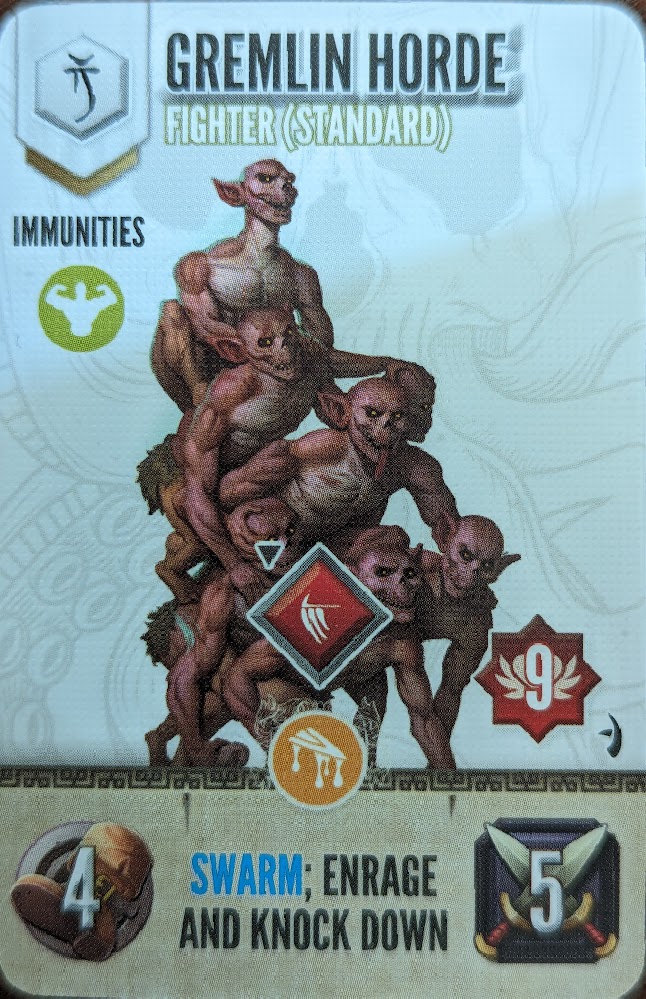 GREMLIN HORDE
FIGHTER (STANDARD)
IMMUNITIES
9
4
SWARM; ENRAGE
AND KNOCK DOWN
5